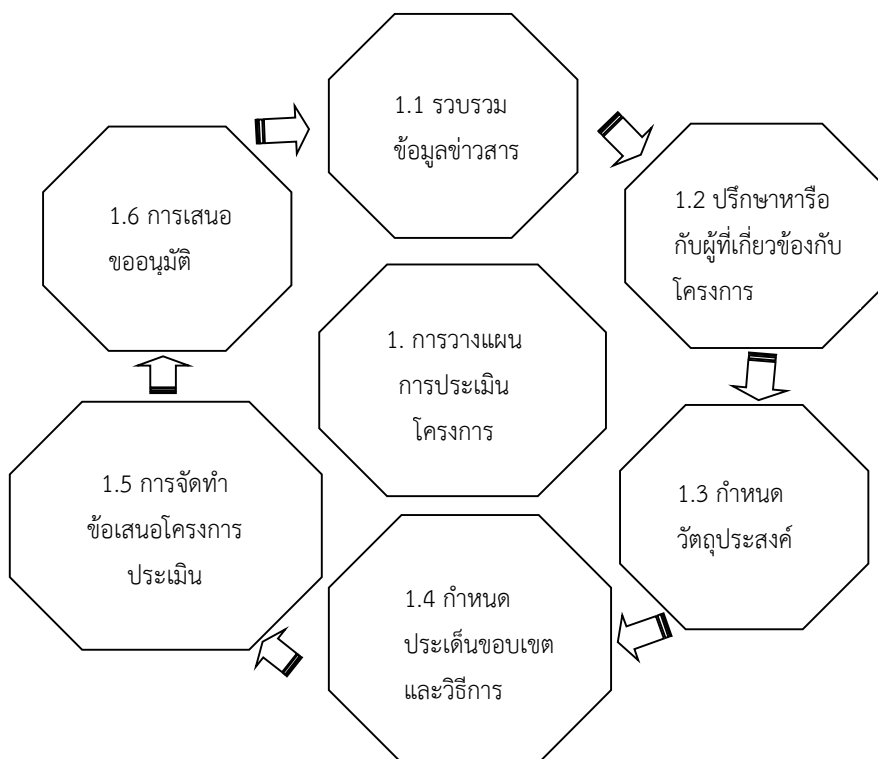 1.1 รวบรวม
ข้อมูลข่าวสาร
1.2 ปรึกษาหารือ
กับผู้ที่เกี่ยวข้องกับ
โครงการ
1.3 กำหนด
วัตถุประสงค์
1.4 กำหนด
ประเด็นขอบเขต
และวิธีการ
1.5 การจัดทำ
ข้อเสนอโครงการ
ประเมิน
1.6 การเสนอ
ขออนุมัติ
1. การวางแผน
การประเมิน
โครงการ